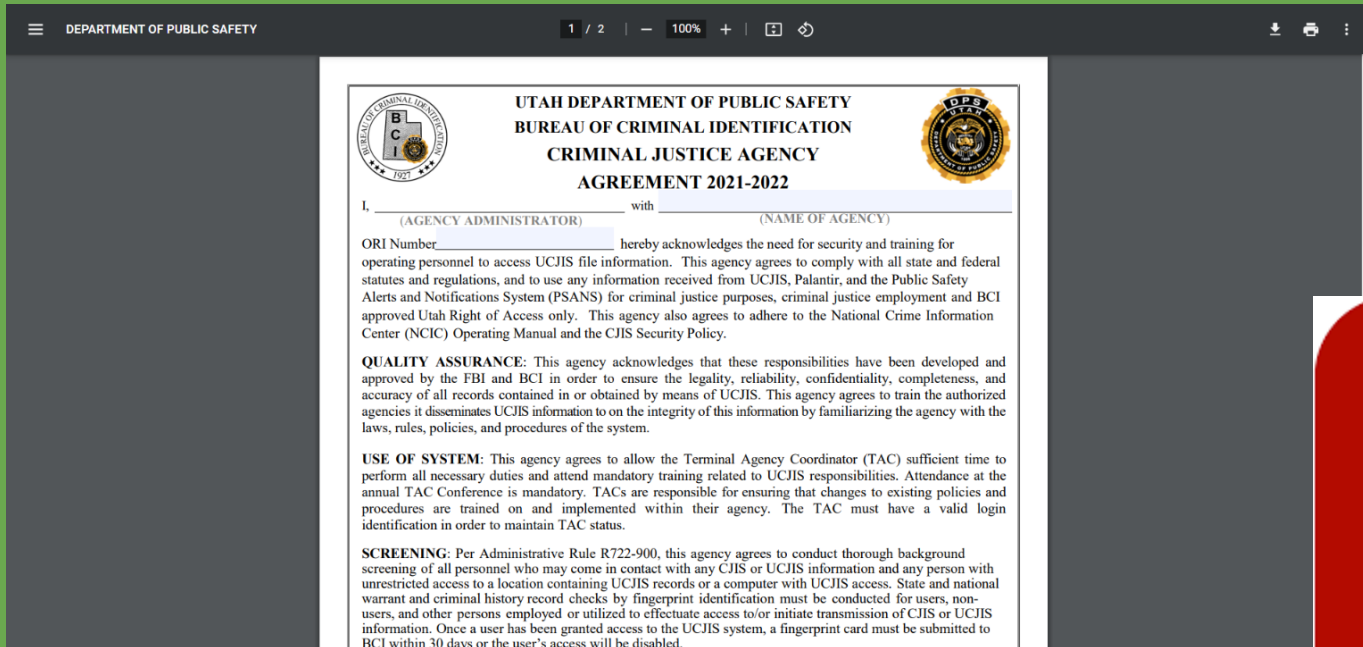 DEPARTMENT OF PUBLIC SAFETY
1 / 2
100%
BUREAU OF CRIMINAL IDENTIFICATION
B
C
I
1927
UTAH DEPARTMENT OF PUBLIC SAFETY
BUREAU OF CRIMINAL IDENTIFICATION
CRIMINAL JUSTICE AGENCY
AGREEMENT 2021-2022
DPS
UTAH
DEPARTMENT OF PUBLIC SAFETY
I, with
(AGENCY ADMINISTRATOR) (NAME OF AGENCY)
ORI Number hereby acknowledges the need for security and training for
operating personnel to access UCJIS file information. This agency agrees to comply with all state and federal
statutes and regulations, and to use any information received from UCJIS, Palantir, and the Public Safety
Alerts and Notifications System (PSANS) for criminal justice purposes, criminal justice employment and BCI
approved Utah Right of Access only. This agency also agrees to adhere to the National Crime Information
Center (NCIC) Operating Manual and the CJIS Security Policy.
QUALITY ASSURANCE: This agency acknowledges that these responsibilities have been developed and
approved by the FBI and BCI in order to ensure the legality, reliability, confidentiality, completeness, and
accuracy of all records contained in or obtained by means of UCJIS. This agency agrees to train the authorized
agencies it disseminates UCJIS information to on the integrity of this information by familiarizing the agency with the
laws, rules, policies, and procedures of the system.
USE OF SYSTEM: This agency agrees to allow the Terminal Agency Coordinator (TAC) sufficient time to
perform all necessary duties and attend mandatory training related to UCJIS responsibilities. Attendance at the
annual TAC Conference is mandatory. TACs are responsible for ensuring that changes to existing policies and
procedures are trained on and implemented within their agency. The TAC must have a valid login
identification in order to maintain TAC status.
SCREENING: Per Administrative Rule R722-900, this agency agrees to conduct thorough background
screening of all personnel who may come in contact with any CJIS or UCJIS information and any person with
unrestricted access to a location containing UCJIS records or a computer with UCJIS access. State and national
warrant and criminal history record checks by fingerprint identification must be conducted for users, non-
users, and other persons employed or utilized to effectuate access to/or initiate transmission of CJIS or UCJIS
information. Once a user has been granted access to the UCJIS system, a fingerprint card must be submitted to
BCI within 30 days or the user's access will be disabled.